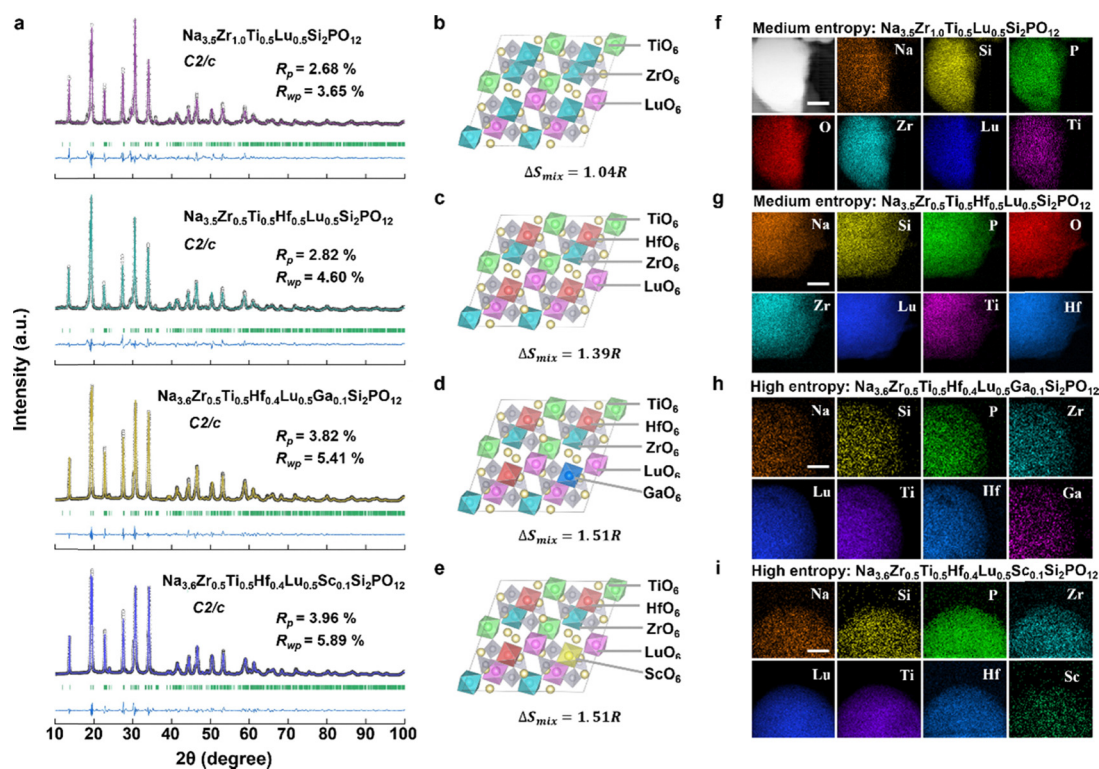 a
Intensity (a.u.)
Na3.5Zr1.0Ti0.5Lu0.5Si2PO12
C2/c
Rp = 2.68 %
Rwp = 3.65 %
Na3.5Zr0.5Ti0.5Hf0.5Lu0.5Si2PO12
C2/c
Rp = 2.82 %
Rwp = 4.60 %
Na3.6Zr0.5Ti0.5Hf0.4Lu0.5Ga0.1Si2PO12
C2/c
Rp = 3.82 %
Rwp = 5.41 %
Na3.6Zr0.5Ti0.5Hf0.4Lu0.5Sc0.1Si2PO12
C2/c
Rp = 3.96 %
Rwp = 5.89 %
10 20 30 40 50 60 70 80 90 100
2θ (degree)
b
TiO6
ZrO6
LuO6
ΔSmix = 1.04R
c
TiO6
HfO6
ZrO6
LuO6
ΔSmix = 1.39R
d
TiO6
HfO6
ZrO6
LuO6
GaO6
ΔSmix = 1.51R
e
TiO6
HfO6
ZrO6
LuO6
ScO6
ΔSmix = 1.51R
f
Medium entropy: Na3.5Zr1.0Ti0.5Lu0.5Si2PO12
Na Si P
O Zr Lu Ti
g
Medium entropy: Na3.5Zr0.5Ti0.5Hf0.5Lu0.5Si2PO12
Na Si P O
Zr Lu Ti Hf
h
High entropy: Na3.6Zr0.5Ti0.5Hf0.4Lu0.5Ga0.1Si2PO12
Na Si P Zr
Lu Ti Hf Ga
i
High entropy: Na3.6Zr0.5Ti0.5Hf0.4Lu0.5Sc0.1Si2PO12
Na Si P Zr
Lu Ti Hf Sc